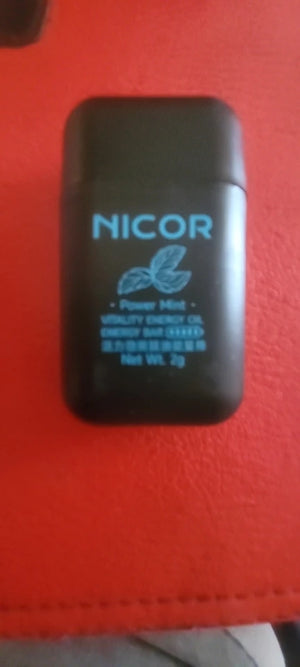 NICOR
- Power Mint -
VITALITY ENERGY OIL
ENERGY BAR
Net Wt. 2g